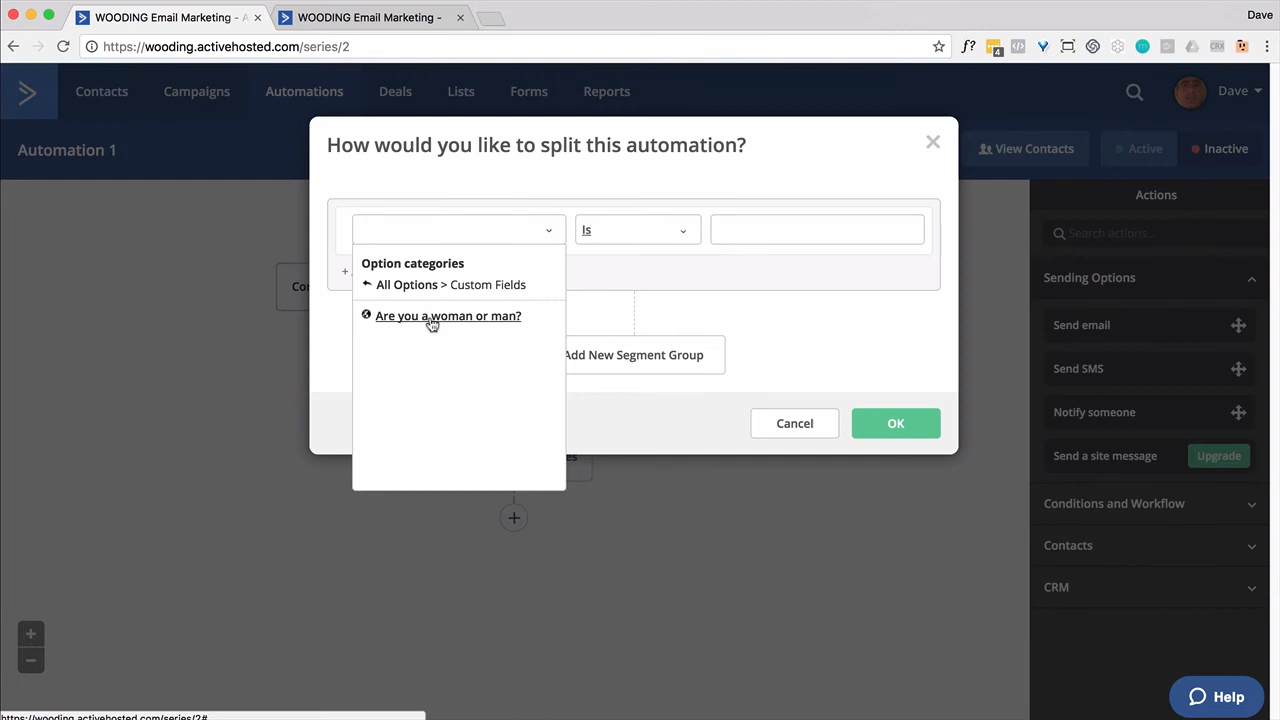 WOODING Email Marketing - A
WOODING Email Marketing -
Dave
https://wooding.activehosted.com/series/2
f?
4
CRX
Contacts
Campaigns
Automations
Deals
Lists
Forms
Reports
Dave
Automation 1
View Contacts
Active
Inactive
How would you like to split this automation?
Is
Option categories
All Options > Custom Fields
Are you a woman or man?
Add New Segment Group
Cancel
OK
Actions
Search actions...
Sending Options
Send email
Send SMS
Notify someone
Send a site message
Upgrade
Conditions and Workflow
Contacts
CRM
Help
https://wooding.activehosted.com/series/2#